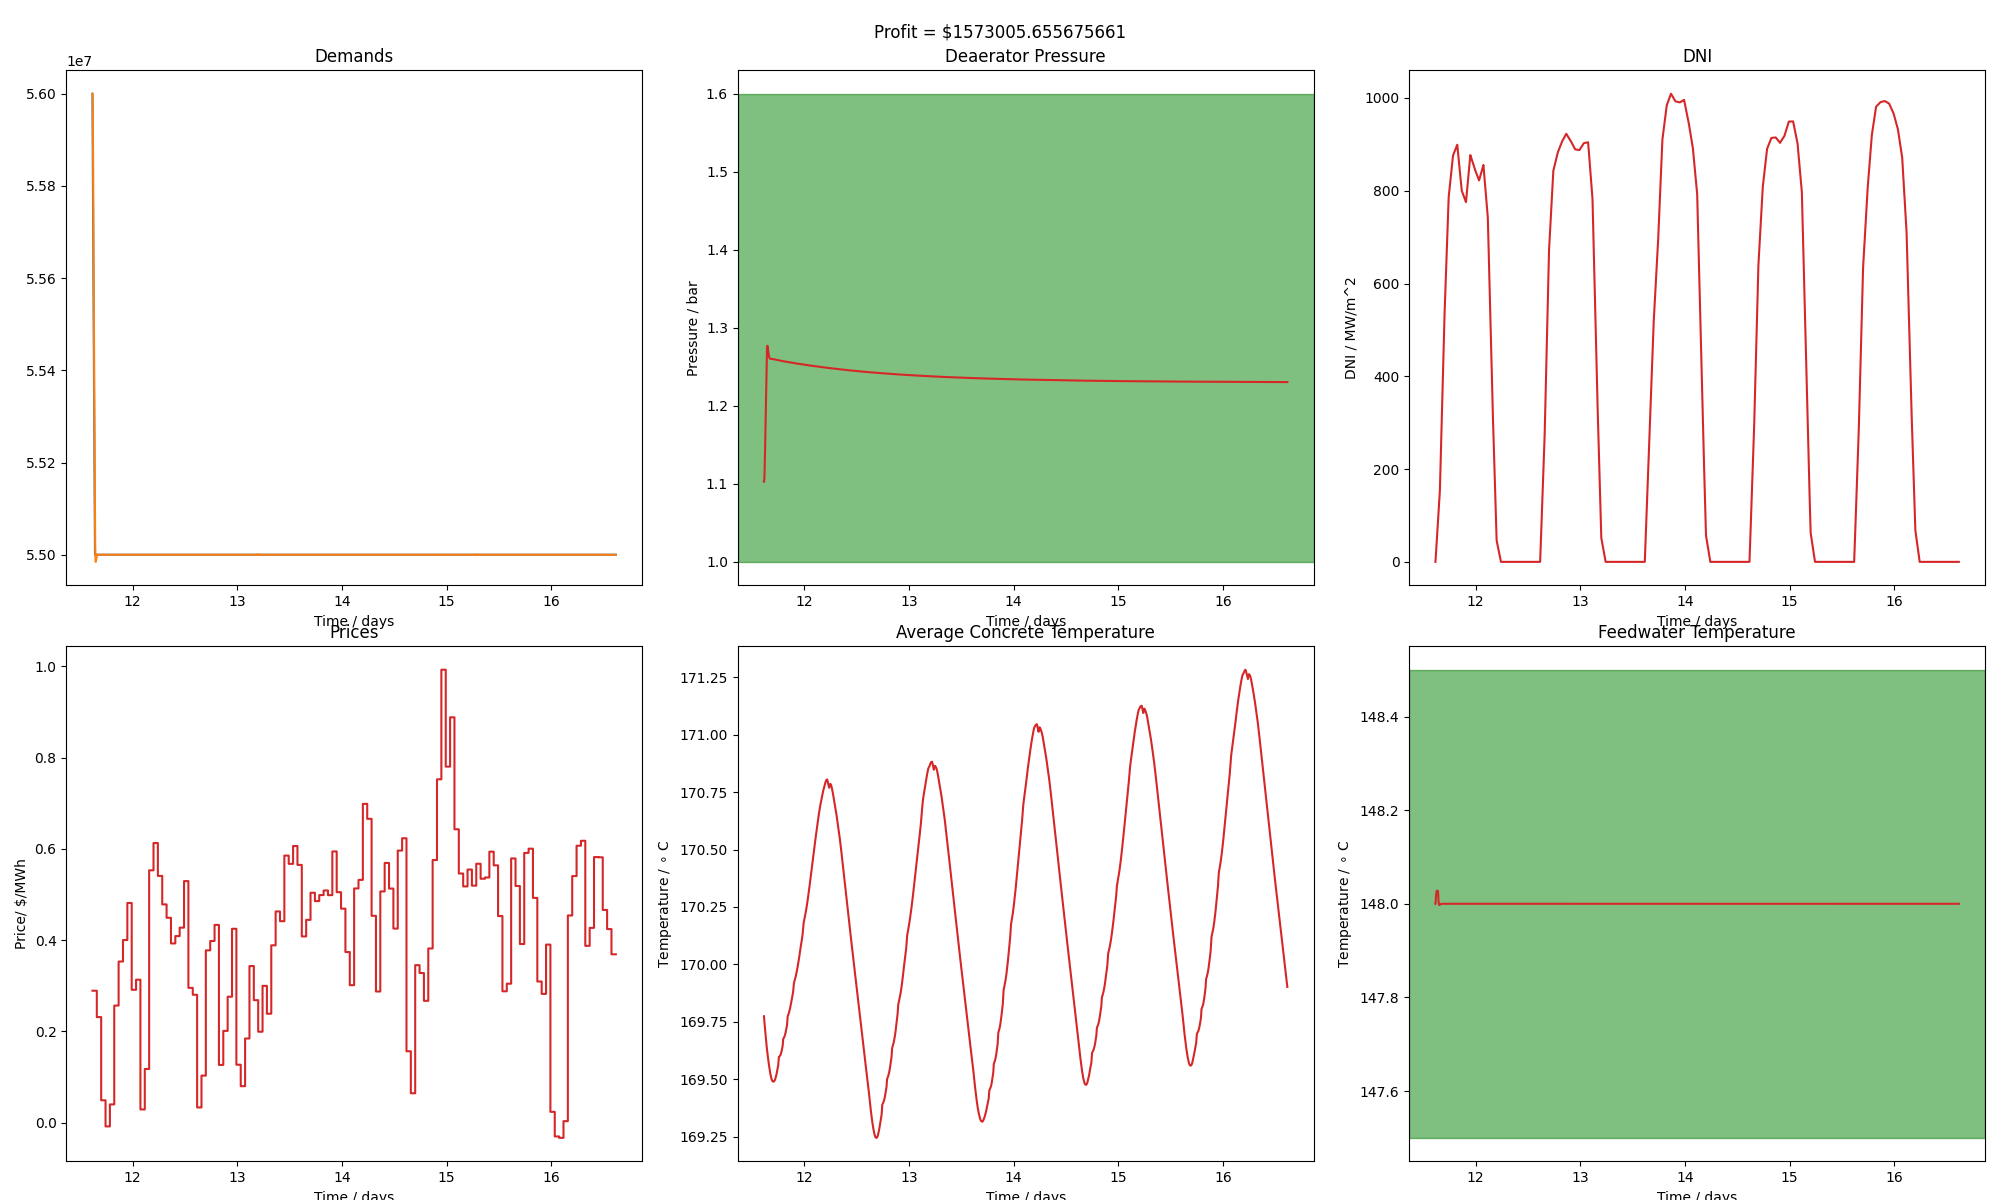 Profit = $1573005.655675661
Demands
1e7
5.60
5.58
5.56
5.54
5.52
5.50
12 13 14 15 16
Time / days
Deaerator Pressure
Pressure / bar
1.6
1.5
1.4
1.3
1.2
1.1
1.0
12 13 14 15 16
Time / days
DNI
DNI / MW/m^2
1000
800
600
400
200
0
12 13 14 15 16
Time / days
Prices
Price/ $/MWh
1.0
0.8
0.6
0.4
0.2
0.0
12 13 14 15 16
Time / days
Average Concrete Temperature
Temperature / ∘ C
171.25
171.00
170.75
170.50
170.25
170.00
169.75
169.50
169.25
12 13 14 15 16
Time / days
Feedwater Temperature
Temperature / ∘ C
148.4
148.2
148.0
147.8
147.6
12 13 14 15 16
Time / days